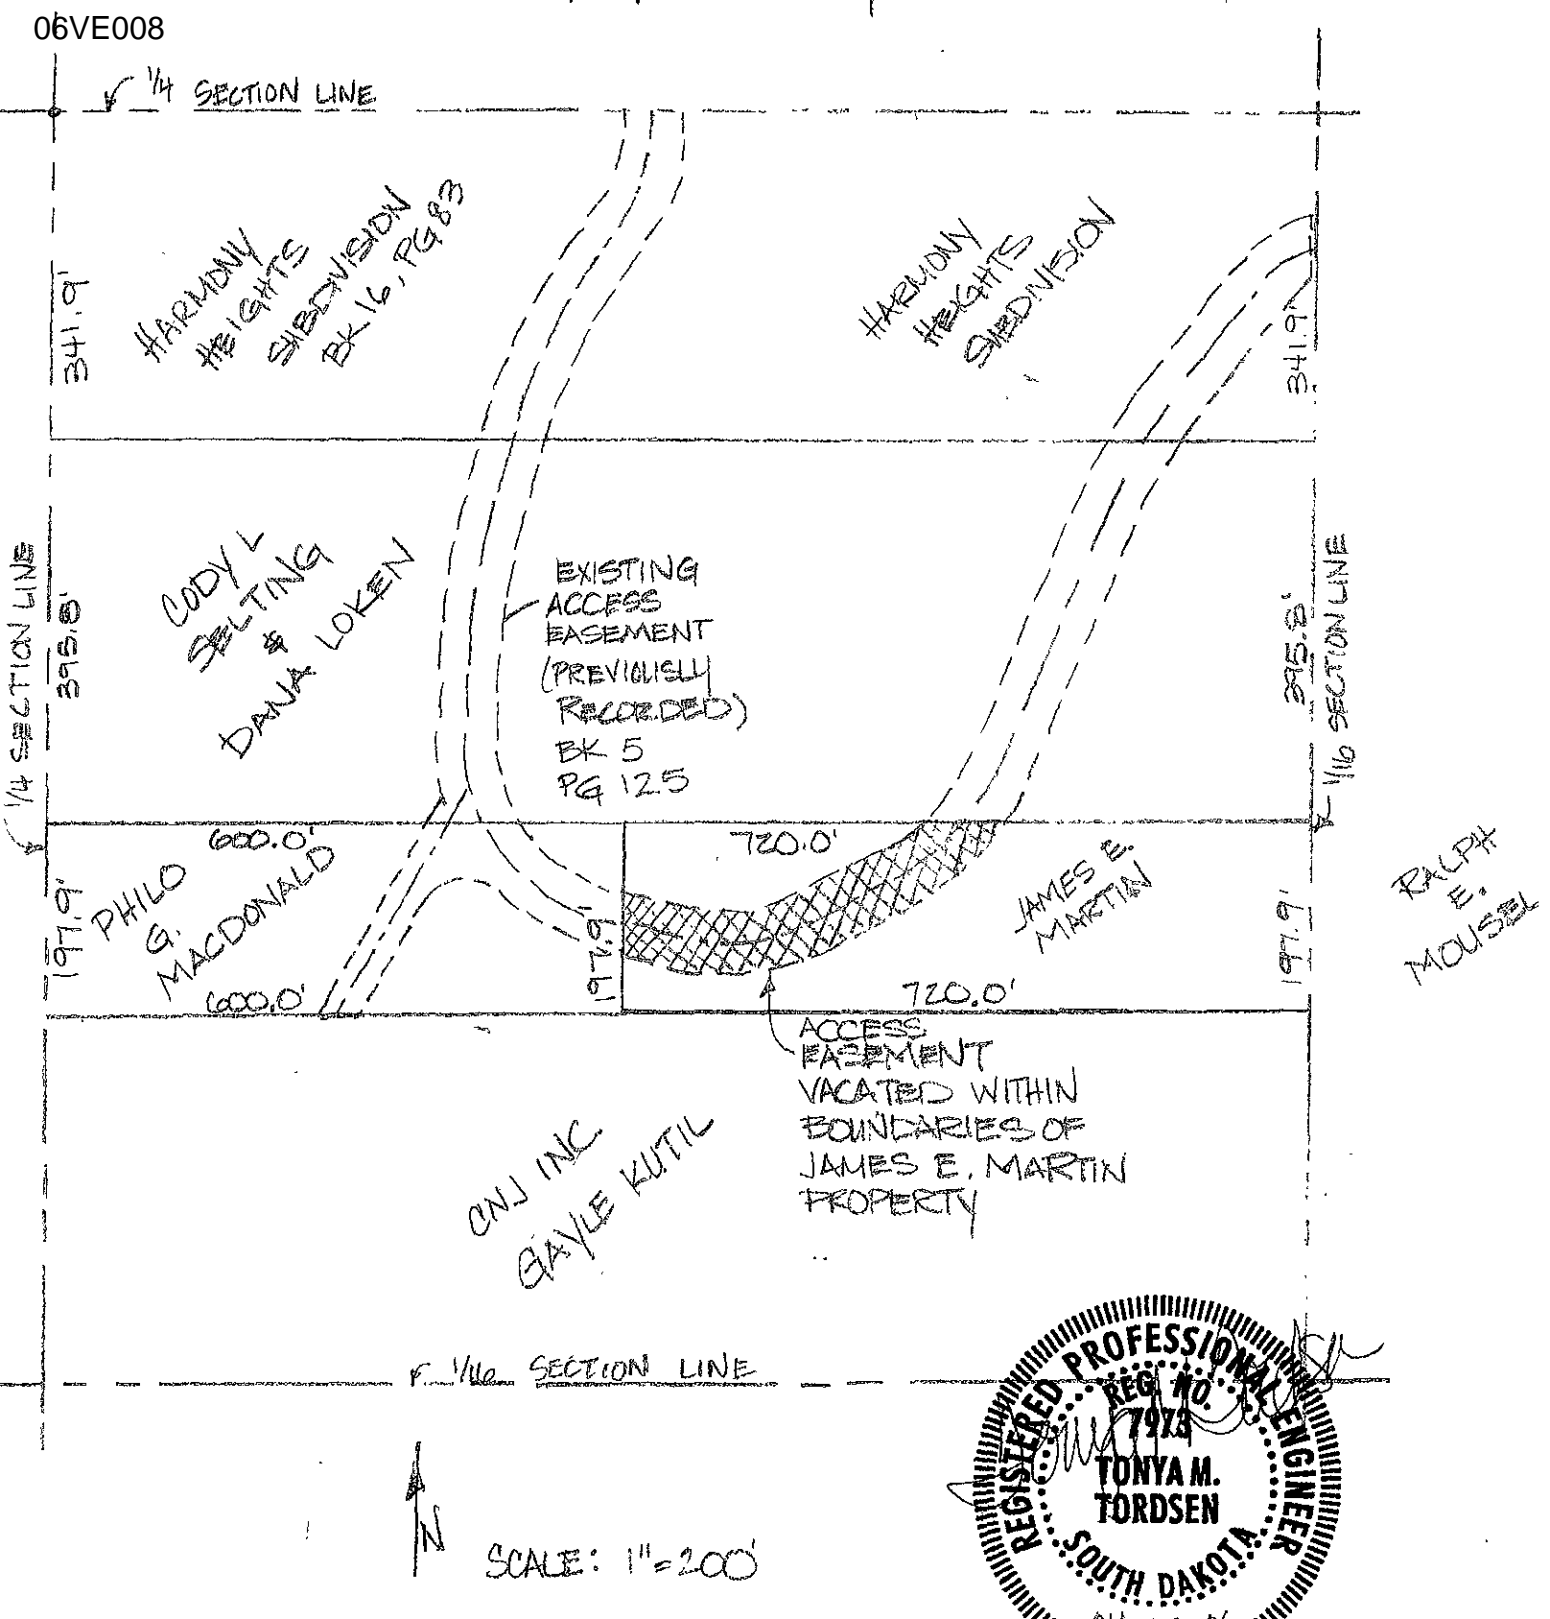 06VE008
1/4 SECTION LINE
HARMONY
HEIGHTS
SUBDIVISION
BK 16, PG 83
HARMONY
HEIGHTS
SUBDIVISION
341.9'
341.9'
1/4 SECTION LINE
395.8'
CODY L
SELTING
&
DANA LOKEN
EXISTING
ACCESS
EASEMENT
(PREVIOUSLY
RECORDED)
BK 5
PG 125
395.8'
1/16 SECTION LINE
600.0'
720.0'
197.9'
PHILO
G.
MACDONALD
600.0'
197.9'
JAMES E.
MARTIN
197.9'
RALPH
E.
MOUSEL
720.0'
ACCESS
EASEMENT
VACATED WITHIN
BOUNDARIES OF
JAMES E. MARTIN
PROPERTY
CNJ INC.
GAYLE KUTIL
1/16 SECTION LINE
N
SCALE: 1"=200'
REGISTERED PROFESSIONAL ENGINEER
REG. NO.
7973
TONYA M.
TORDSEN
SOUTH DAKOTA